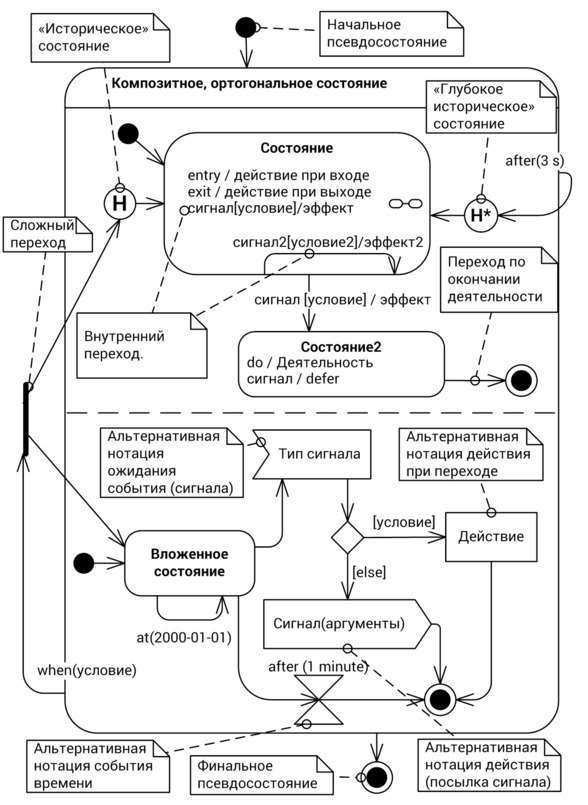 «Историческое»
состояние
Начальное
псевдосостояние
Композитное, ортогональное состояние
«Глубокое
историческое»
состояние
after(3 s)
Состояние
entry / действие при входе
exit / действие при выходе
сигнал[условие]/эффект
H
H*
сигнал2[условие2]/эффект2
Сложный
переход
Переход по
окончании
деятельности
сигнал [условие] / эффект
Внутренний
переход.
Состояние2
do / Деятельность
сигнал / defer
Альтернативная
нотация
ожидания
события (сигнала)
Тип сигнала
Альтернативная
нотация действия
при переходе
[условие]
Действие
Вложенное
состояние
[else]
Сигнал(аргументы)
at(2000-01-01)
after (1 minute)
when(условие)
Альтернативная
нотация события
времени
Финальное
псевдосостояние
Альтернативная
нотация действия
(посылка сигнала)